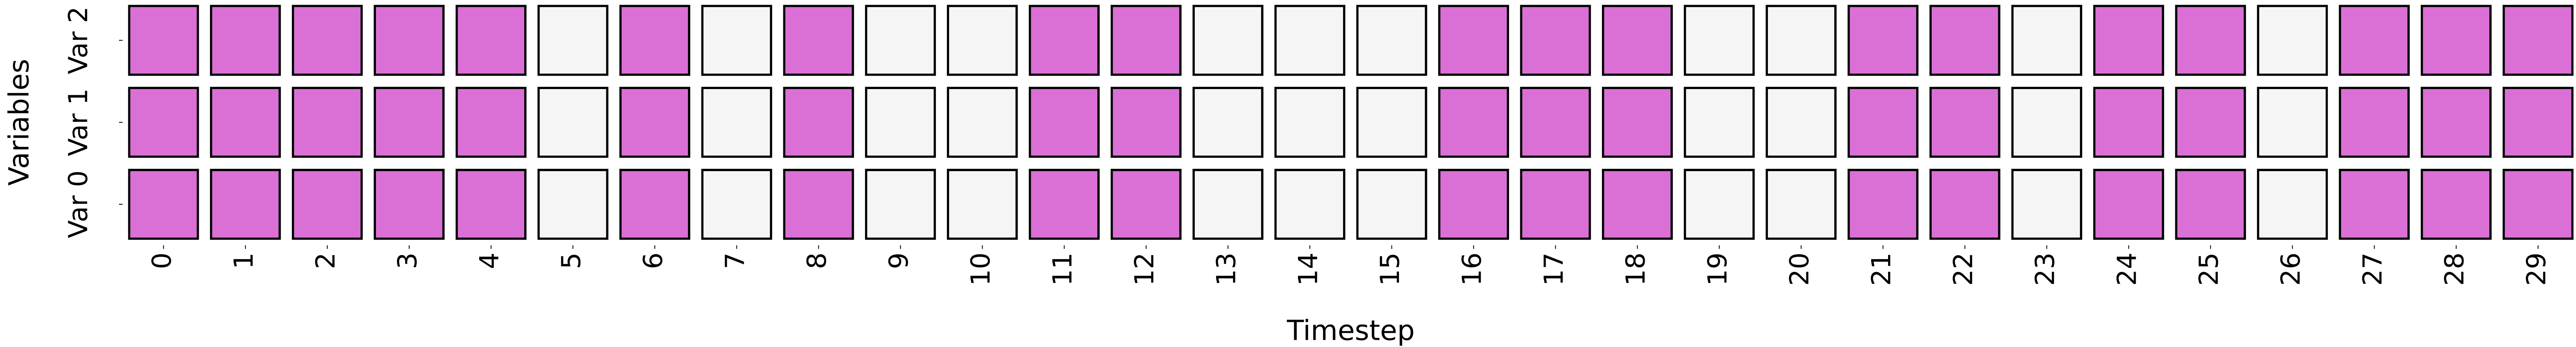 Variables
Var 2
Var 1
Var 0
0 1 2 3 4 5 6 7 8 9 10 11 12 13 14 15 16 17 18 19 20 21 22 23 24 25 26 27 28 29
Timestep